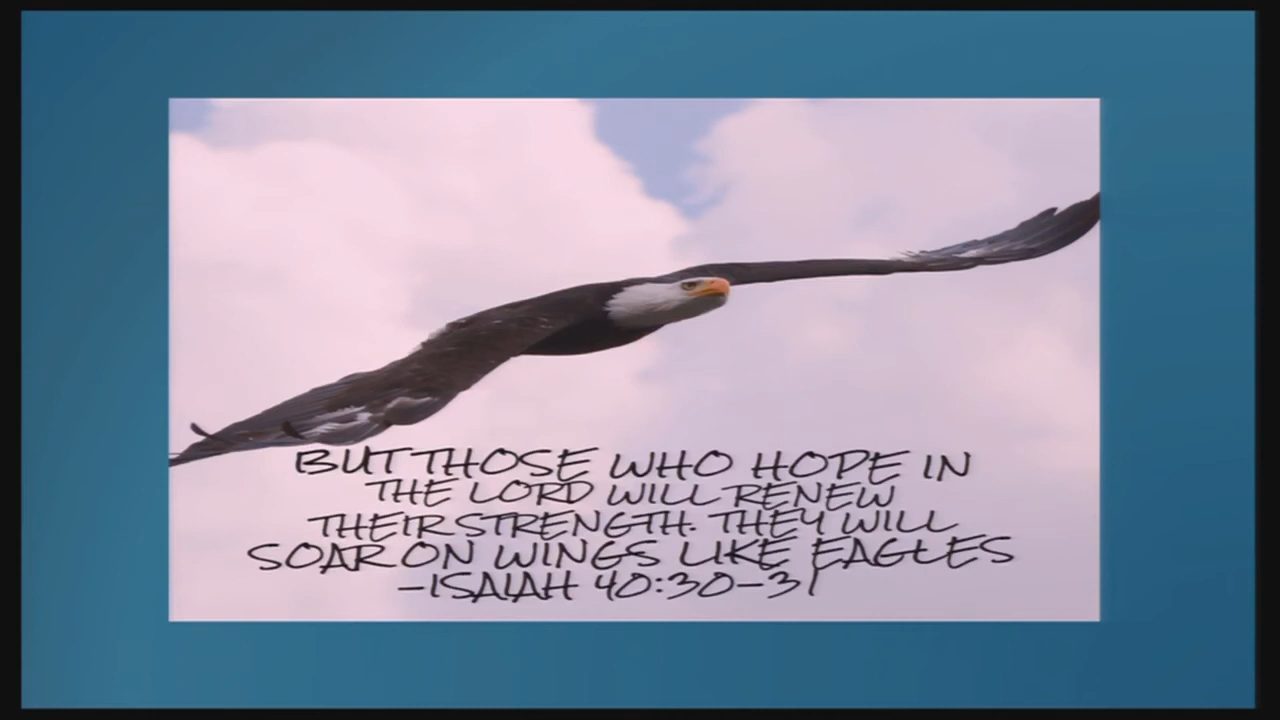 BUT THOSE WHO HOPE IN
THE LORD WILL RENEW
THEIR STRENGTH. THEY WILL
SOAR ON WINGS LIKE EAGLES
-ISAIAH 40:30-31